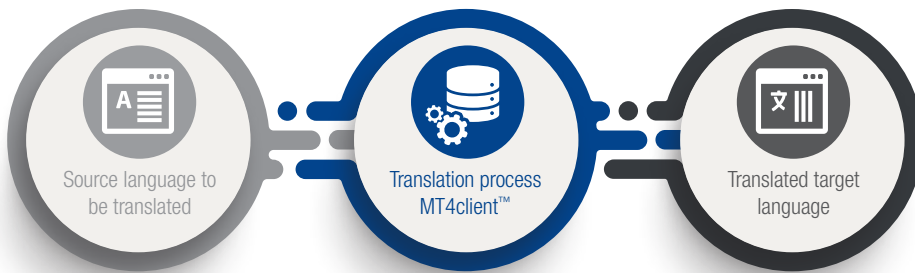 A
Source language to
be translated
Translation process
MT4client™
文
Translated target
language